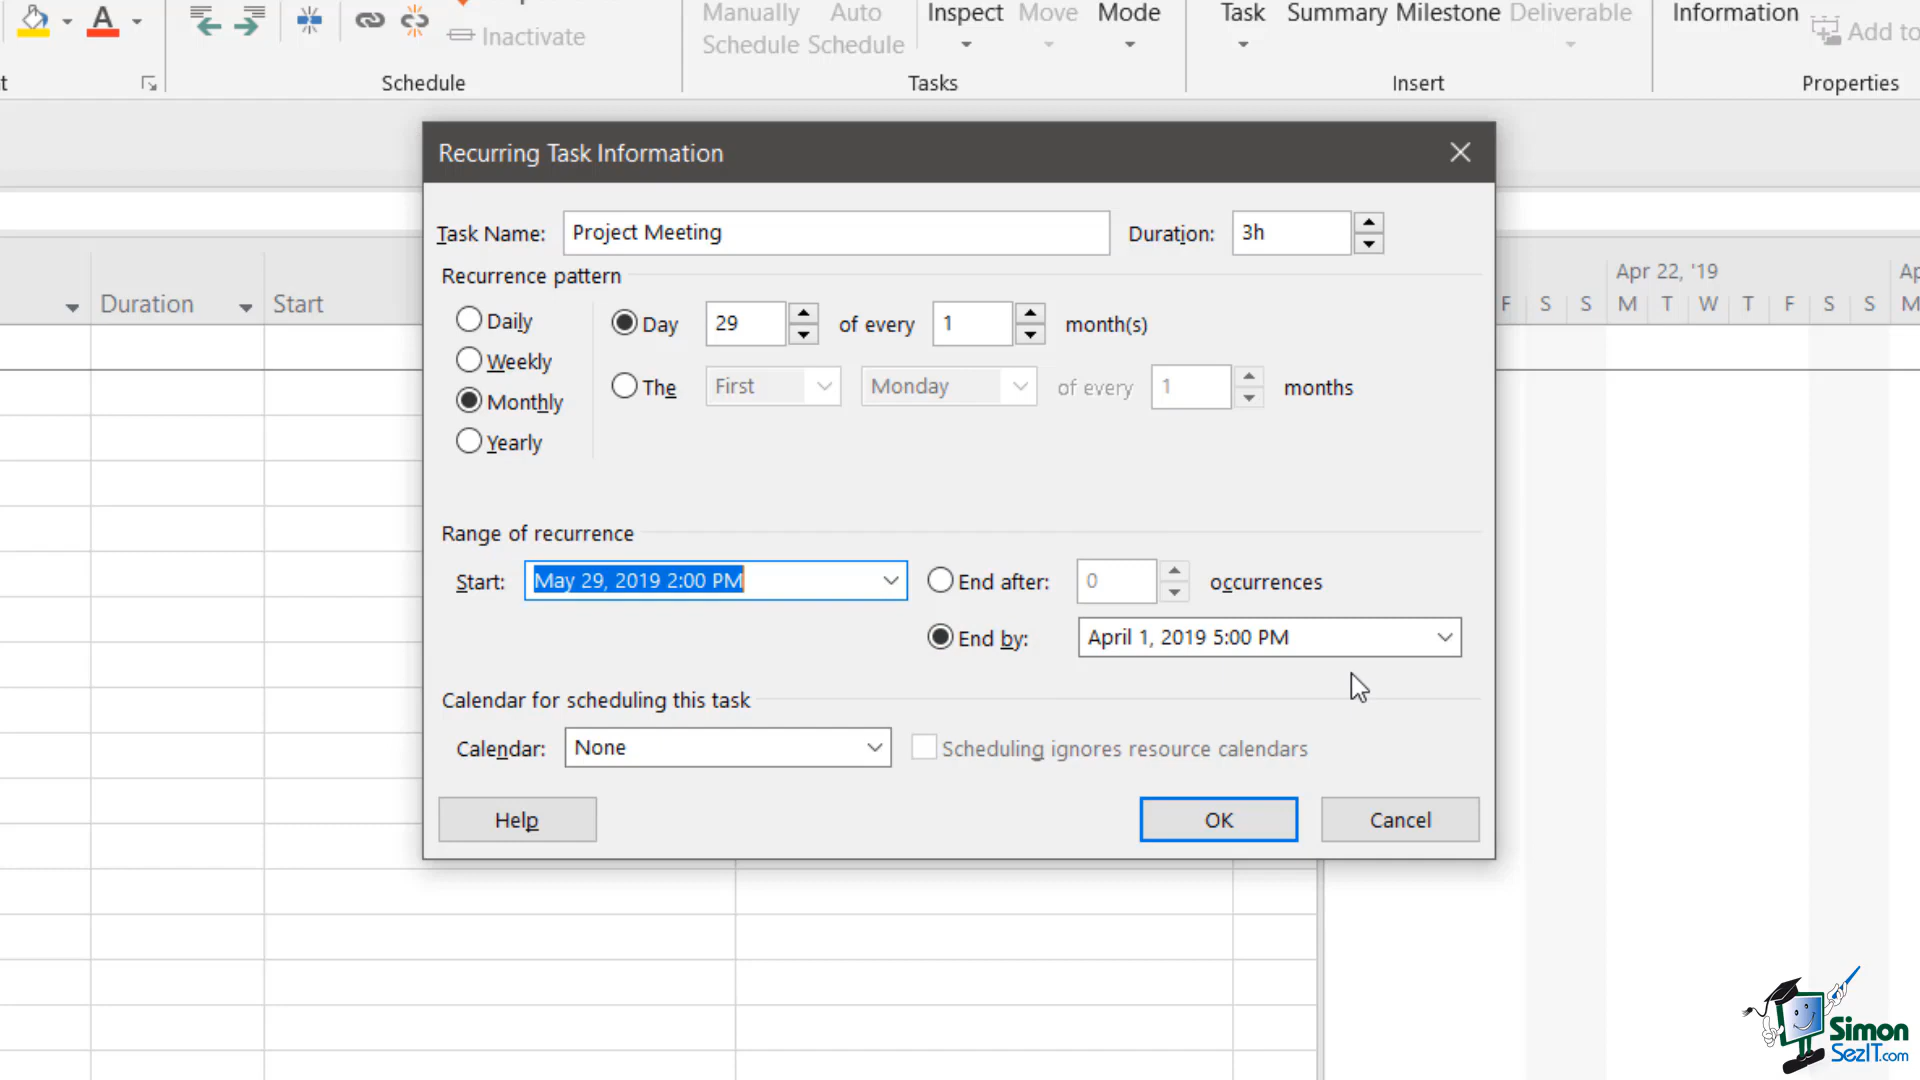 Manually Auto Inspect Move Mode Task Summary Milestone Deliverable Information
Inactivate Schedule Schedule Add to
Schedule Tasks Insert Properties
Recurring Task Information
Task Name: Project Meeting Duration: 3h
Recurrence pattern
Daily Day 29 of every 1 month(s)
Weekly The First Monday of every 1 months
Monthly
Yearly
Range of recurrence
Start: May 29, 2019 2:00 PM End after: 0 occurrences
End by: April 1, 2019 5:00 PM
Calendar for scheduling this task
Calendar: None Scheduling ignores resource calendars
Help OK Cancel
Duration Start
Apr 22, '19
F S S M T W T F S S M
Simon
SezIT.com